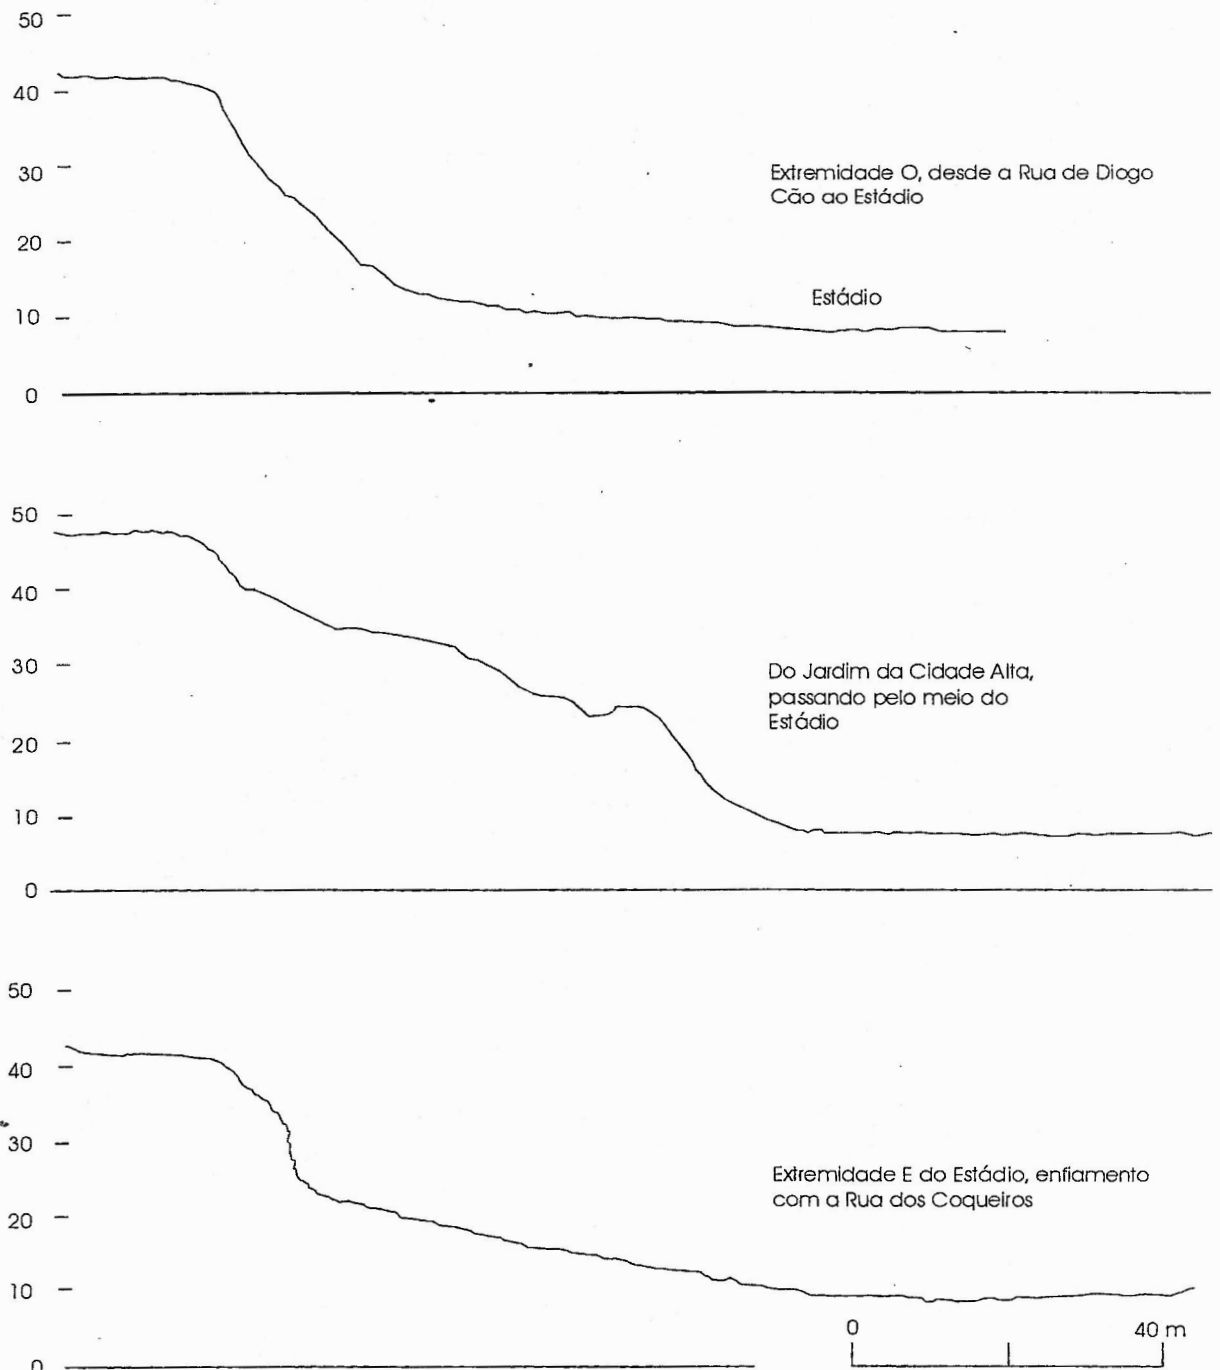 50
40
30
20
10
0
Extremidade O, desde a Rua de Diogo
Cão ao Estádio
Estádio
50
40
30
20
10
0
Do Jardim da Cidade Alta,
passando pelo meio do
Estádio
50
40
30
20
10
0
Extremidade E do Estádio, enfiamento
com a Rua dos Coqueiros
0 40 m